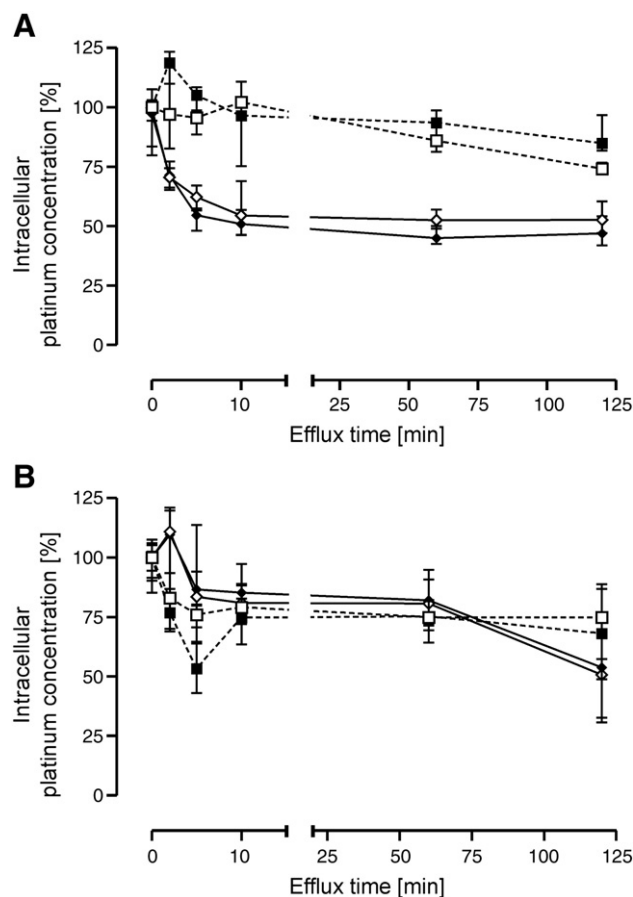 A
Intracellular
platinum concentration [%]
125
100
75
50
25
0
0 10 25 50 75 100 125
Efflux time [min]
B
Intracellular
platinum concentration [%]
125
100
75
50
25
0
0 10 25 50 75 100 125
Efflux time [min]